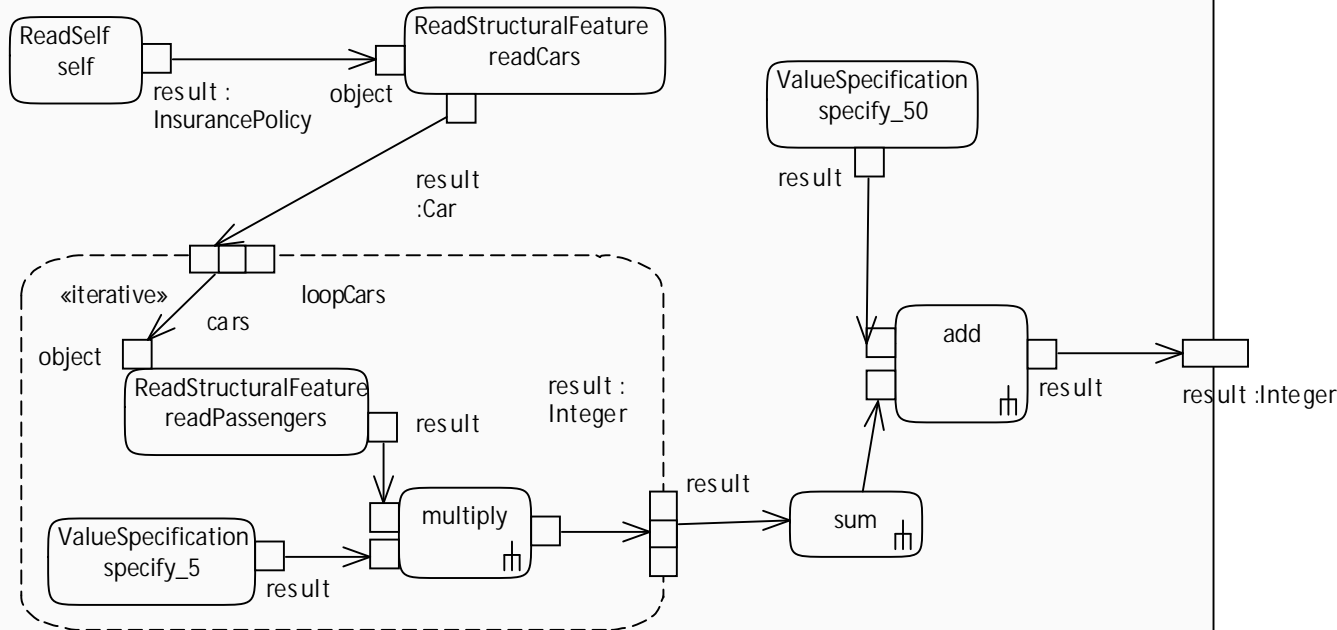 ReadSelf
self
result :
InsurancePolicy
object
ReadStructuralFeature
readCars
result
:Car
ValueSpecification
specify_50
result
«iterative»
loopCars
cars
object
ReadStructuralFeature
readPassengers
result
result :
Integer
ValueSpecification
specify_5
result
multiply
result
sum
add
result
result :Integer